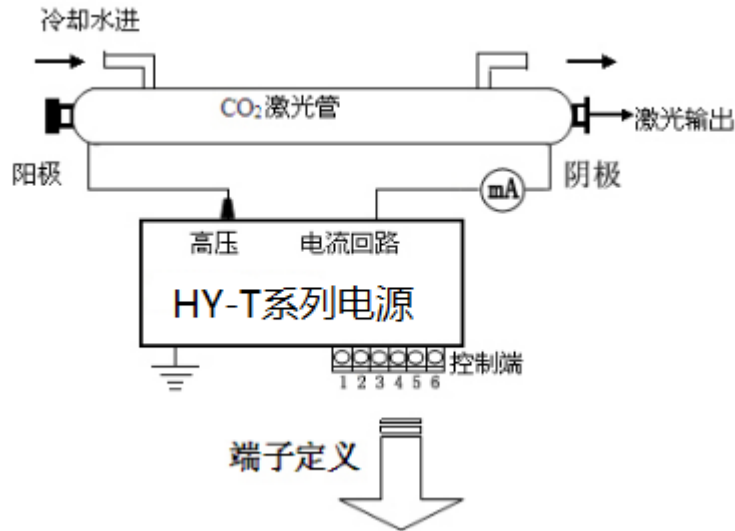 冷却水进
CO₂激光管
激光输出
阳极
mA
阴极
高压
电流回路
HY-T系列电源
控制端
1 2 3 4 5 6
端子定义